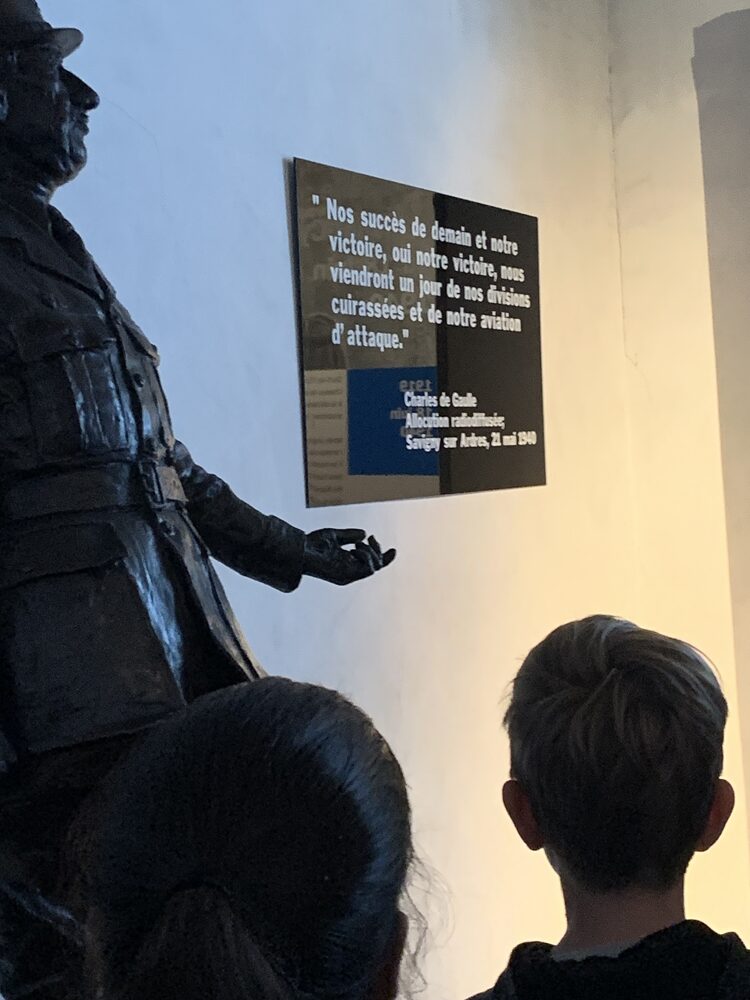 " Nos succès de demain et notre
victoire, oui notre victoire, nous
viendront un jour de nos divisions
cuirassées et de notre aviation
d'attaque."
Charles de Gaulle
Allocution radiodiffusée,
Savigny sur Ardres, 21 mai 1940